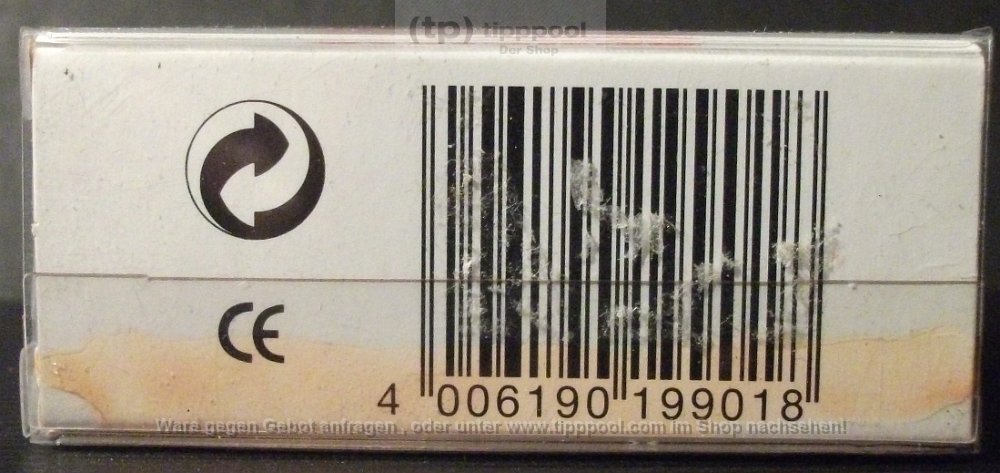 (tp) tipppool
Der Shop
CE
4 006190 199018
Ware gegen Gebot anfragen , oder unter www.tipppool.com im Shop nachsehen!